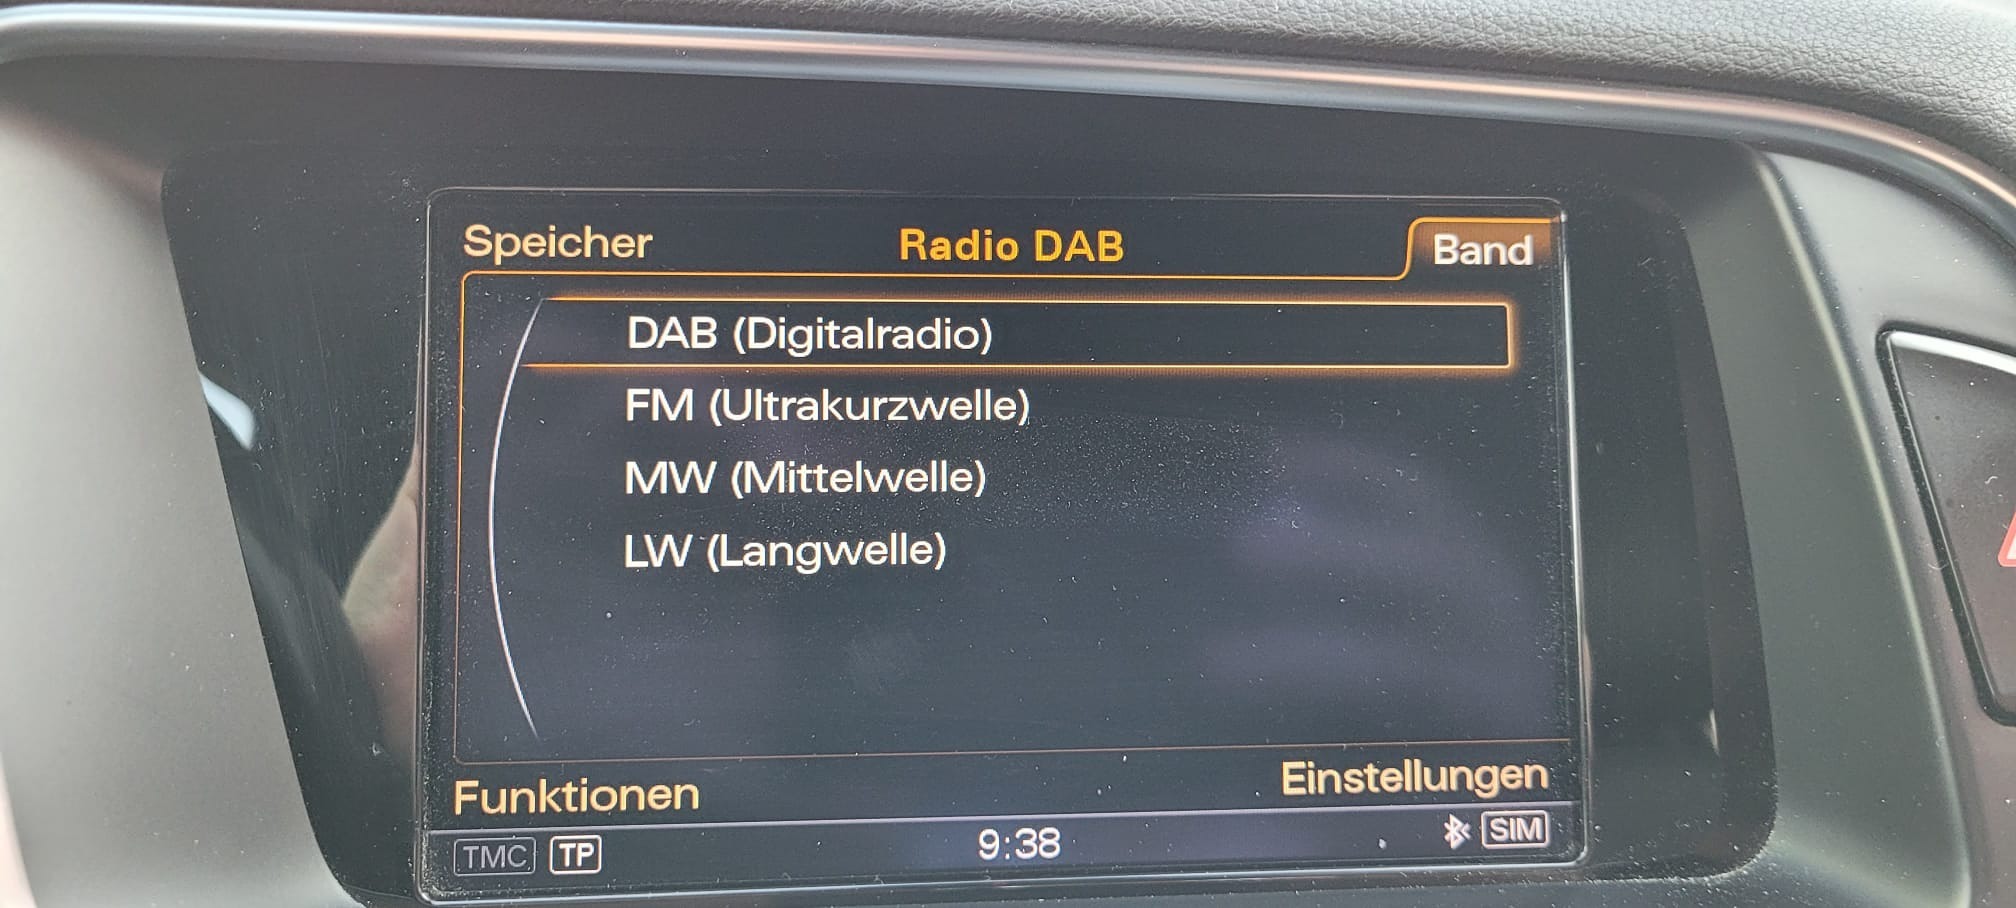 Speicher Radio DAB Band
DAB (Digitalradio)
FM (Ultrakurzwelle)
MW (Mittelwelle)
LW (Langwelle)
Funktionen Einstellungen
TMC TP 9:38 SIM